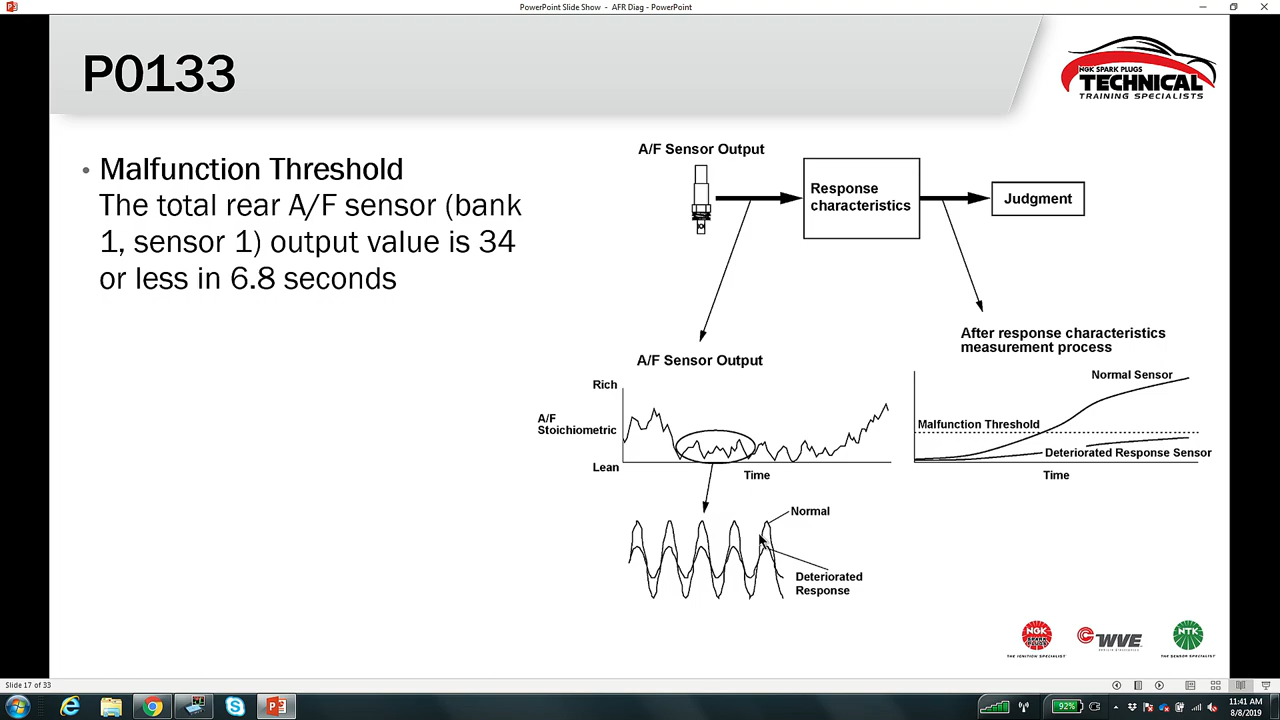 PowerPoint Slide Show - AFR Diag - PowerPoint
P0133
NGK SPARK PLUGS
TECHNICAL
TRAINING SPECIALISTS
• Malfunction Threshold
The total rear A/F sensor (bank
1, sensor 1) output value is 34
or less in 6.8 seconds
A/F Sensor Output
Response
characteristics
Judgment
After response characteristics
measurement process
A/F Sensor Output
Rich
A/F
Stoichiometric
Lean
Time
Normal Sensor
Malfunction Threshold
Deteriorated Response Sensor
Time
Normal
Deteriorated
Response
NGK
SPARK
PLUGS
THE IGNITION SPECIALIST
WVE
NTK
THE SENSOR SPECIALIST
Slide 17 of 33
92%
11:41 AM
8/8/2019